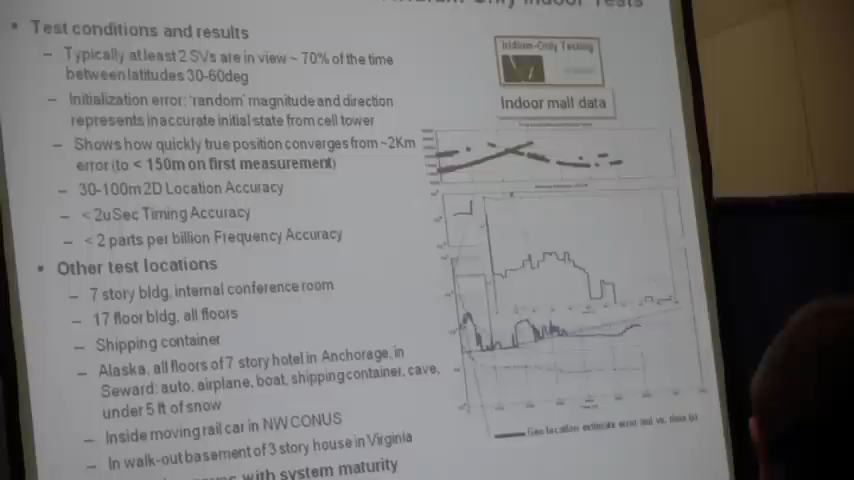 Only Indoor Tests
Test conditions and results
– Typically at least 2 SVs are in view ~ 70% of the time
between latitudes 30-60deg
– Initialization error: 'random' magnitude and direction
represents inaccurate initial state from cell tower
– Shows how quickly true position converges from ~2Km
error (to < 150m on first measurement)
– 30-100m 2D Location Accuracy
– < 2uSec Timing Accuracy
– < 2 parts per billion Frequency Accuracy
Other test locations
– 7 story bldg, internal conference room
– 17 floor bldg, all floors
– Shipping container
– Alaska, all floors of 7 story hotel in Anchorage, in
Seward: auto, airplane, boat, shipping container, cave,
under 5 ft of snow
– Inside moving rail car in NW CONUS
– In walk-out basement of 3 story house in Virginia
with system maturity
Iridium-Only Testing
Indoor mall data
Geo location estimate error (m) vs. time (s)